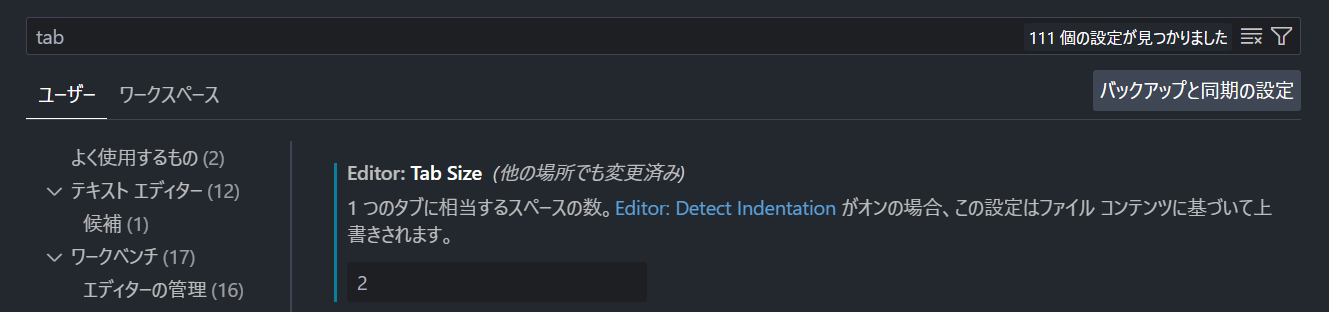 tab
111 個の設定が見つかりました
ユーザー
ワークスペース
バックアップと同期の設定
よく使用するもの (2)
テキスト エディター (12)
候補 (1)
ワークベンチ (17)
エディターの管理 (16)
Editor: Tab Size (他の場所でも変更済み)
1 つのタブに相当するスペースの数。Editor: Detect Indentation がオンの場合、この設定はファイル コンテンツに基づいて上
書きされます。
2